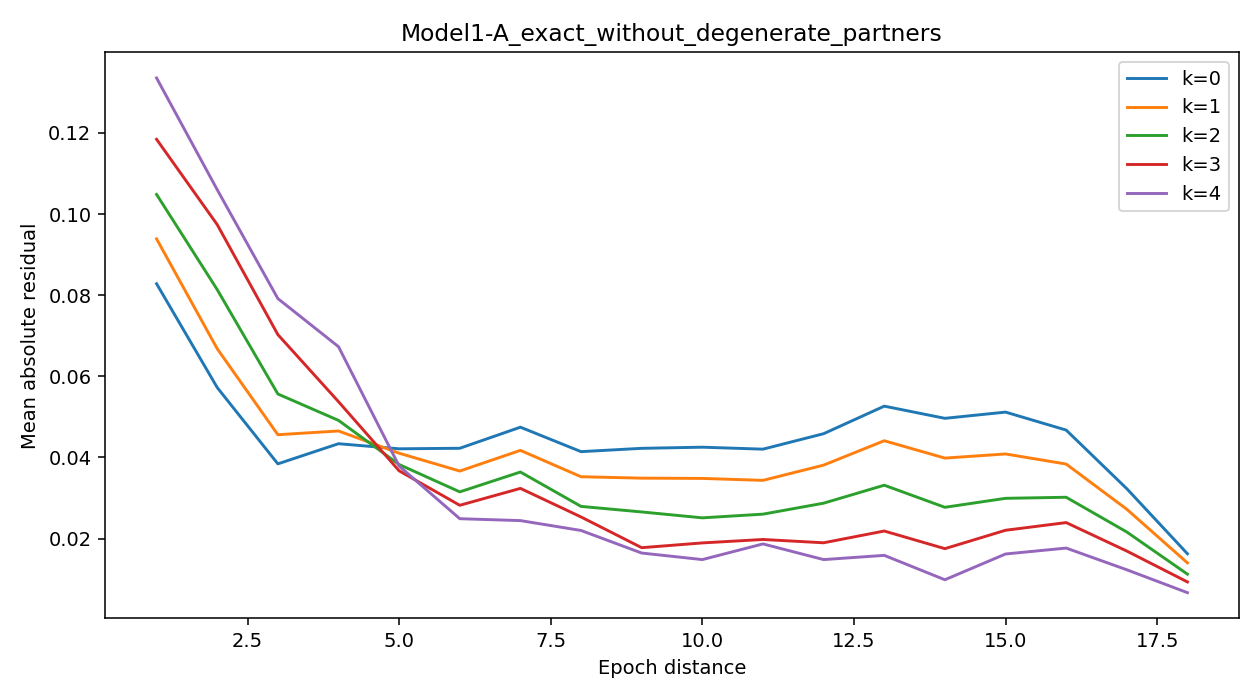 Model1-A_exact_without_degenerate_partners
k=0
k=1
k=2
k=3
k=4
Mean absolute residual
0.12
0.10
0.08
0.06
0.04
0.02
2.5
5.0
7.5
10.0
12.5
15.0
17.5
Epoch distance